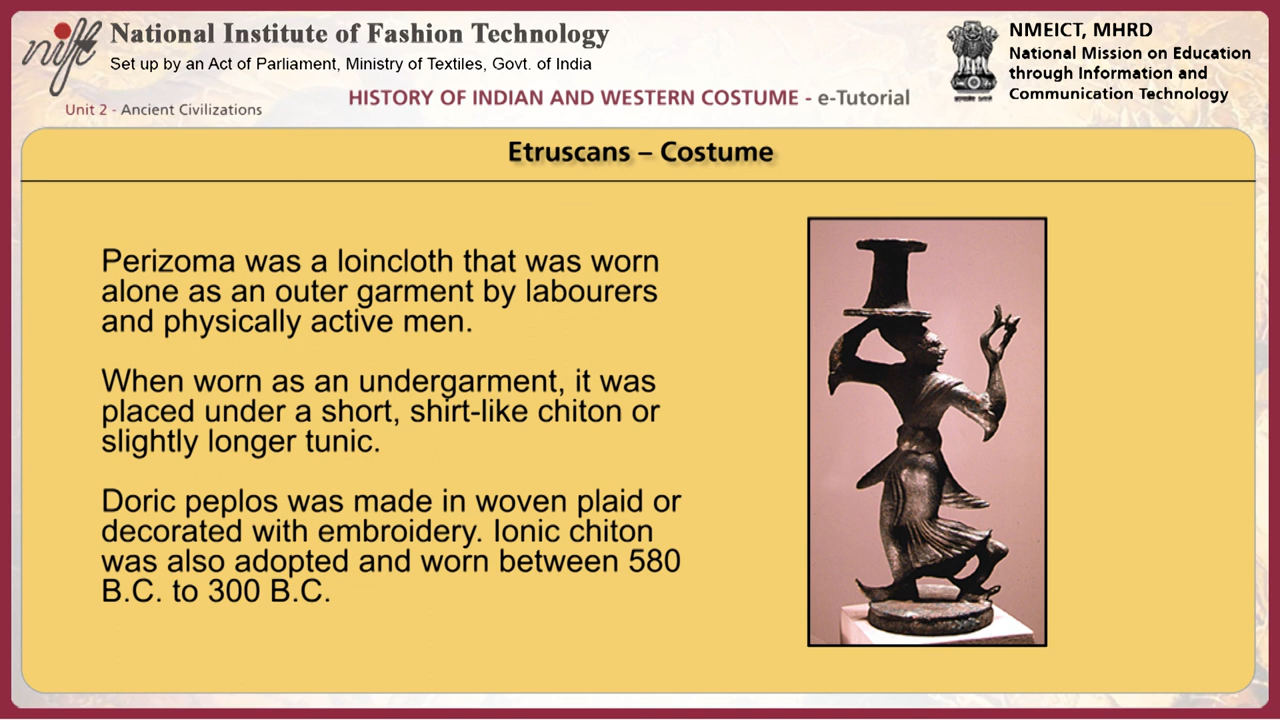 nift
National Institute of Fashion Technology
Set up by an Act of Parliament, Ministry of Textiles, Govt. of India
Unit 2 - Ancient Civilizations
HISTORY OF INDIAN AND WESTERN COSTUME - e-Tutorial
NMEICT, MHRD
National Mission on Education
through Information and
Communication Technology
Etruscans – Costume
Perizoma was a loincloth that was worn
alone as an outer garment by labourers
and physically active men.
When worn as an undergarment, it was
placed under a short, shirt-like chiton or
slightly longer tunic.
Doric peplos was made in woven plaid or
decorated with embroidery. Ionic chiton
was also adopted and worn between 580
B.C. to 300 B.C.